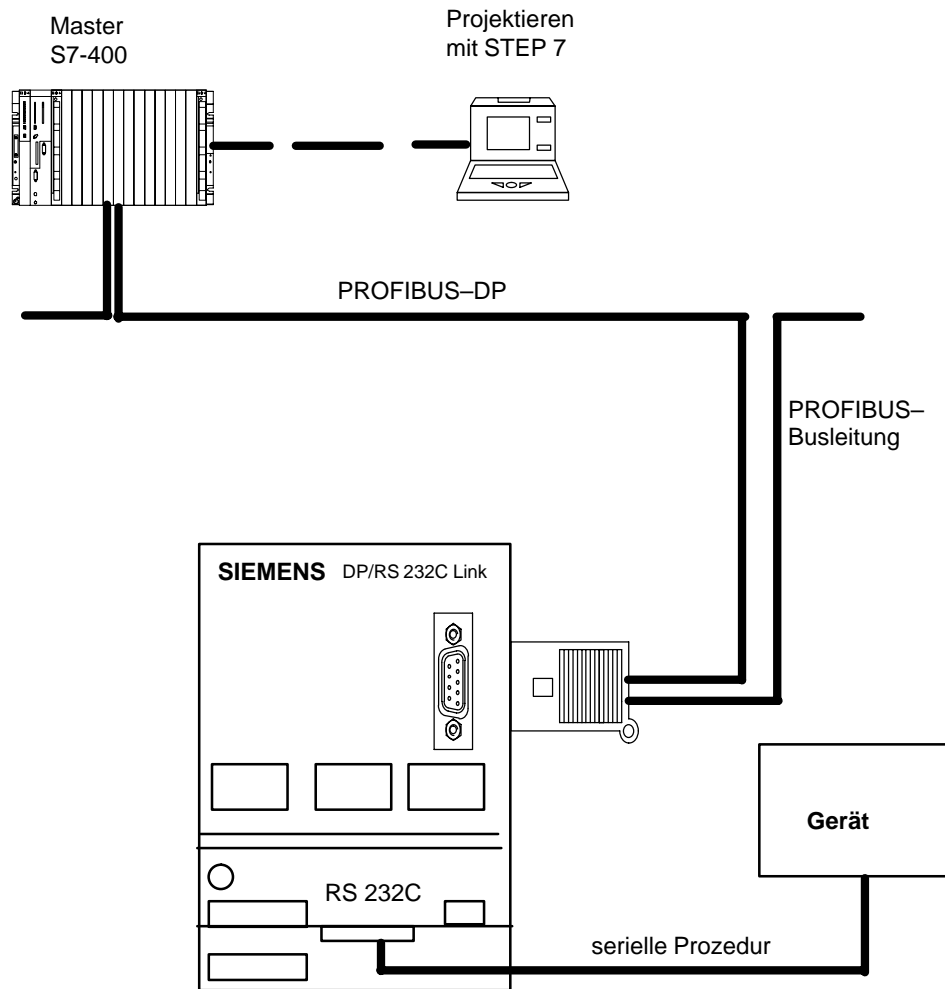 Master
S7-400
Projektieren
mit STEP 7
PROFIBUS–DP
PROFIBUS–
Busleitung
SIEMENS DP/RS 232C Link
Gerät
RS 232C
serielle Prozedur